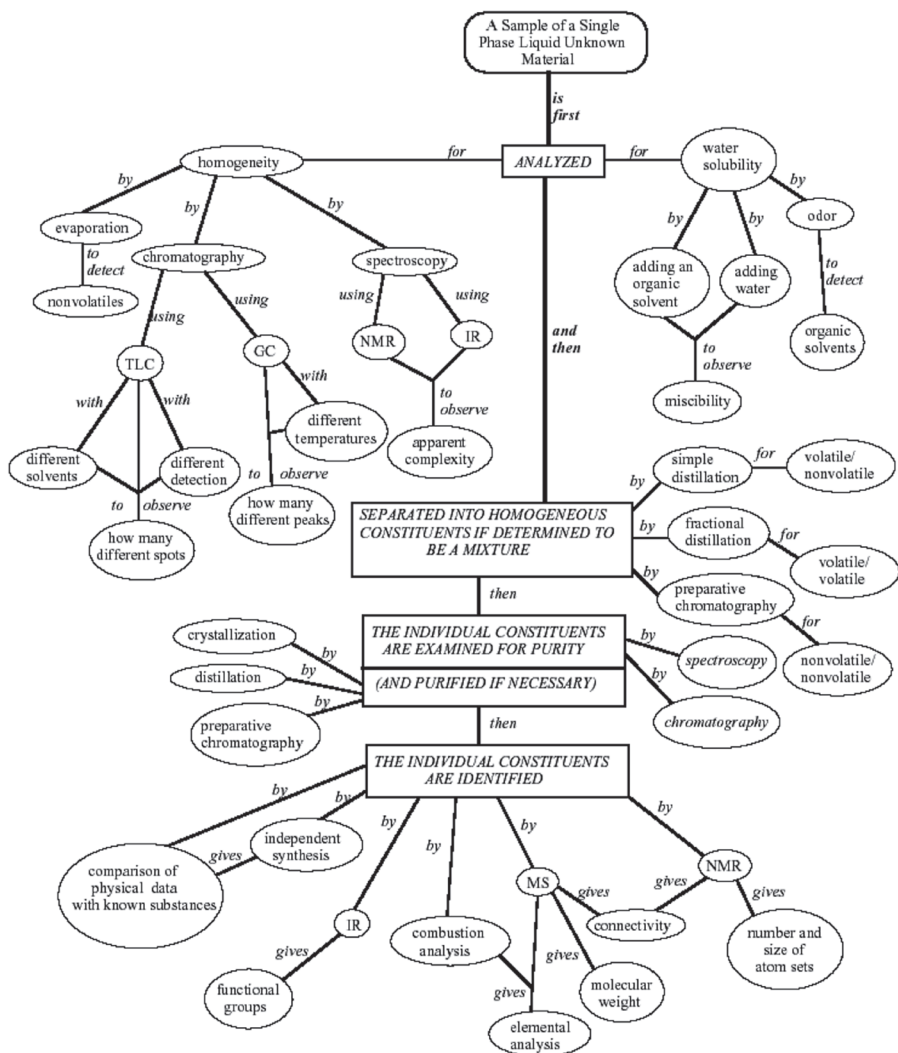 A Sample of a Single
Phase Liquid Unknown
Material
is
first
homogeneity
for
ANALYZED
for
water
solubility
by
by
by
by
by
by
evaporation
to
detect
nonvolatiles
chromatography
using
using
spectroscopy
using
using
adding an
organic
solvent
adding
water
odor
to
detect
organic
solvents
to
observe
miscibility
TLC
with
with
GC
with
NMR
IR
to
observe
apparent
complexity
different
solvents
different
detection
to
observe
how many
different spots
different
temperatures
to
observe
how many
different peaks
and
then
SEPARATED INTO HOMOGENEOUS
CONSTITUENTS IF DETERMINED TO
BE A MIXTURE
by
simple
distillation
for
volatile/
nonvolatile
by
fractional
distillation
for
volatile/
volatile
by
preparative
chromatography
for
nonvolatile/
nonvolatile
then
THE INDIVIDUAL CONSTITUENTS
ARE EXAMINED FOR PURITY
(AND PURIFIED IF NECESSARY)
crystallization
by
distillation
by
preparative
chromatography
by
by
spectroscopy
by
chromatography
then
THE INDIVIDUAL CONSTITUENTS
ARE IDENTIFIED
by
by
by
by
by
by
comparison of
physical data
with known substances
gives
independent
synthesis
IR
gives
functional
groups
combustion
analysis
MS
gives
connectivity
gives
NMR
gives
number and
size of
atom sets
gives
elemental
analysis
gives
molecular
weight